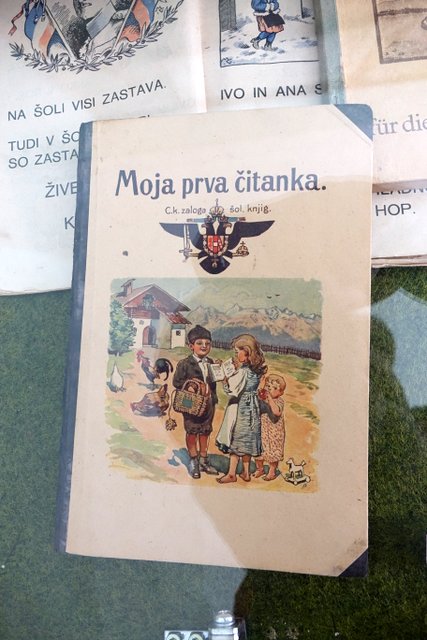 NA ŠOLI VISI ZASTAVA.
TUDI V ŠO
SO ZASTA
ŽIVE
K
IVO IN ANA S
für die
HOP.
Moja prva čitanka.
C.k. zaloga šol. knjig.